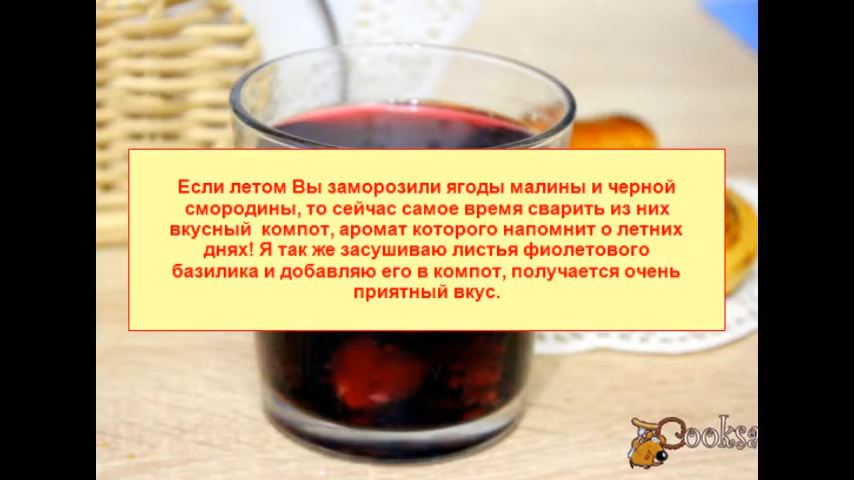 Если летом Вы заморозили ягоды малины и черной
смородины, то сейчас самое время сварить из них
вкусный  компот, аромат которого напомнит о летних
днях! Я так же засушиваю листья фиолетового
базилика и добавляю его в компот, получается очень
приятный вкус.
Cooksa